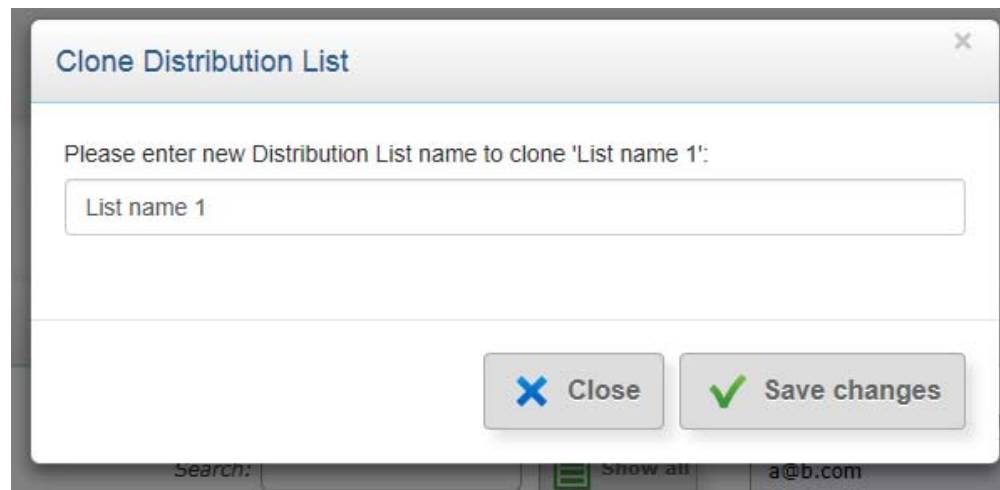 Clone Distribution List
×
Please enter new Distribution List name to clone 'List name 1':
List name 1
Close
Save changes
Search:
Show all
a@b.com